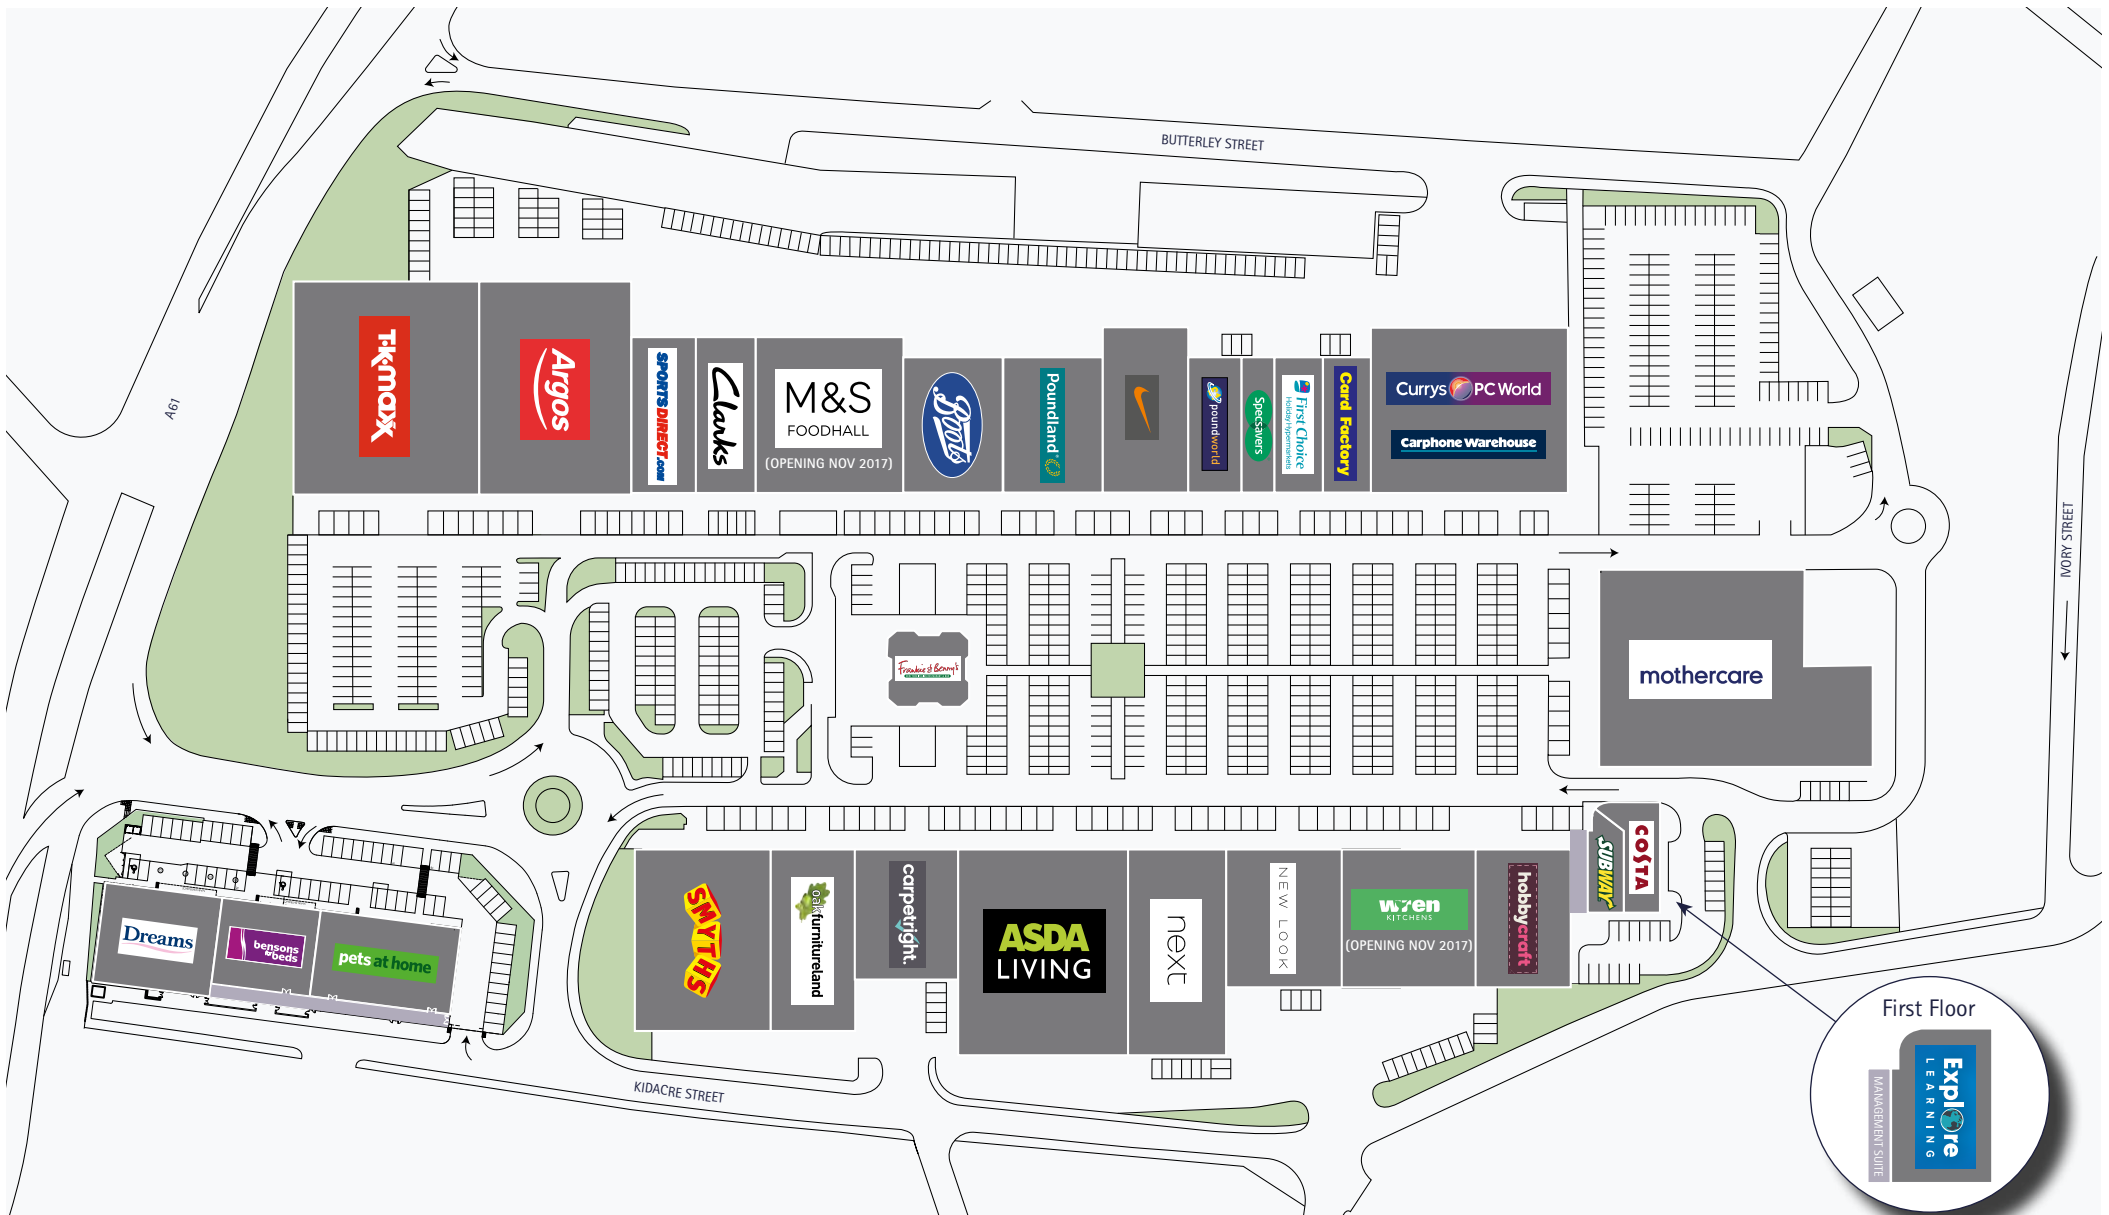 BUTTERLEY STREET
A61
IVORY STREET
T·K·maxx
Argos
SPORTSDIRECT.com
Clarks
M&S
FOODHALL
(OPENING NOV 2017)
Boots
Poundland
poundworld
Specsavers
First Choice
HolidayHypermarkets
Card Factory
Currys PC World
Carphone Warehouse
Frankie & Benny's
mothercare
COSTA
SUBWAY
SMYTHS
oakfurnitureland
carpetright.
ASDA
LIVING
next
NEW LOOK
wren
KITCHENS
(OPENING NOV 2017)
hobbycraft
Dreams
bensons
for beds
pets at home
KIDACRE STREET
First Floor
Explore
LEARNING
MANAGEMENT SUITE